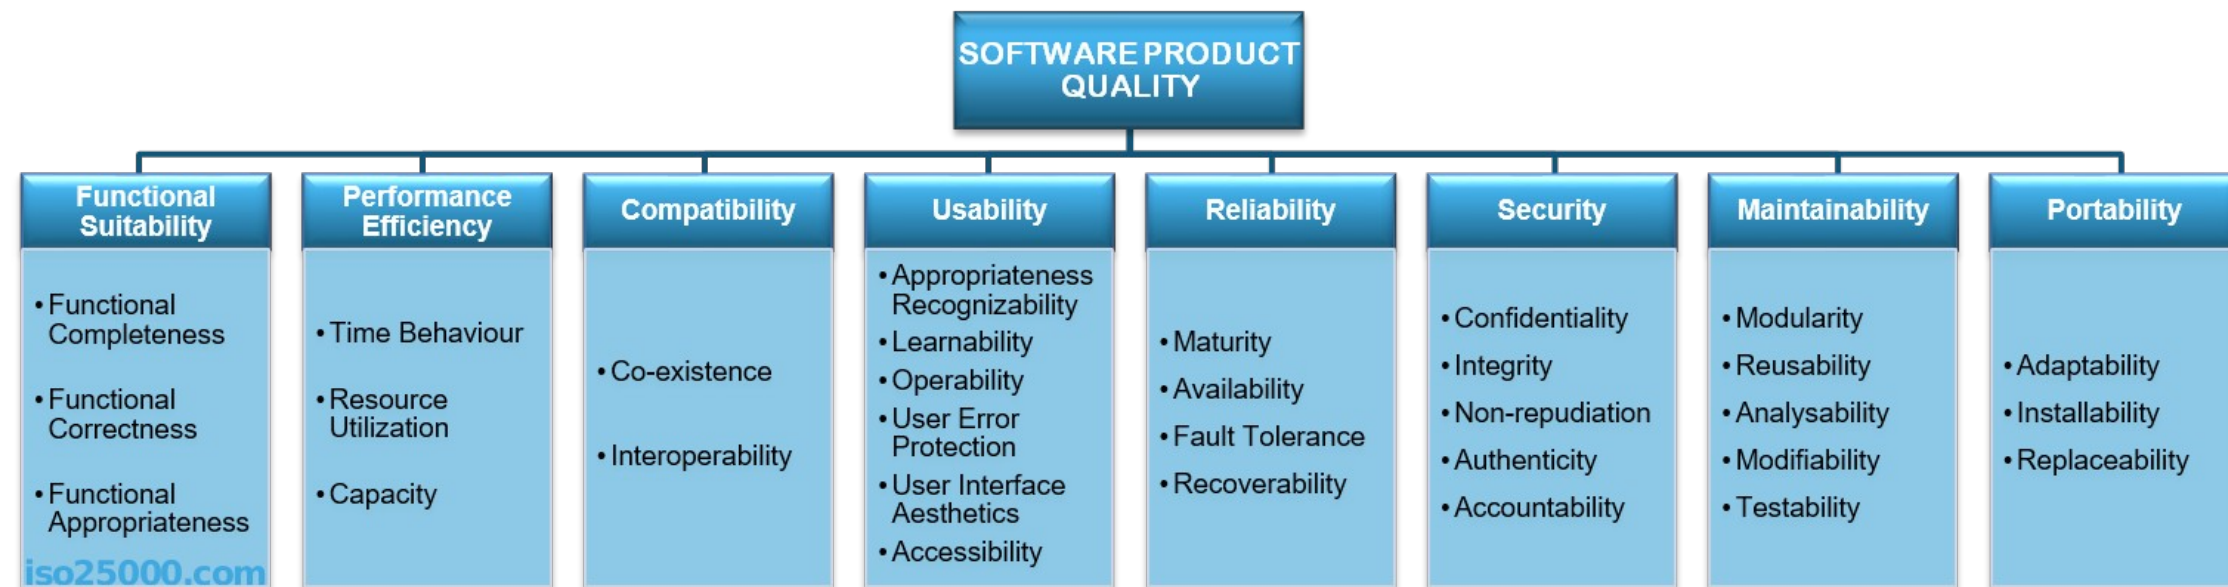 SOFTWARE PRODUCT
QUALITY
Functional
Suitability
• Functional
Completeness
• Functional
Correctness
• Functional
Appropriateness
iso25000.com
Performance
Efficiency
• Time Behaviour
• Resource
Utilization
• Capacity
Compatibility
• Co-existence
• Interoperability
Usability
• Appropriateness
Recognizability
• Learnability
• Operability
• User Error
Protection
• User Interface
Aesthetics
• Accessibility
Reliability
• Maturity
• Availability
• Fault Tolerance
• Recoverability
Security
• Confidentiality
• Integrity
• Non-repudiation
• Authenticity
• Accountability
Maintainability
• Modularity
• Reusability
• Analysability
• Modifiability
• Testability
Portability
• Adaptability
• Installability
• Replaceability